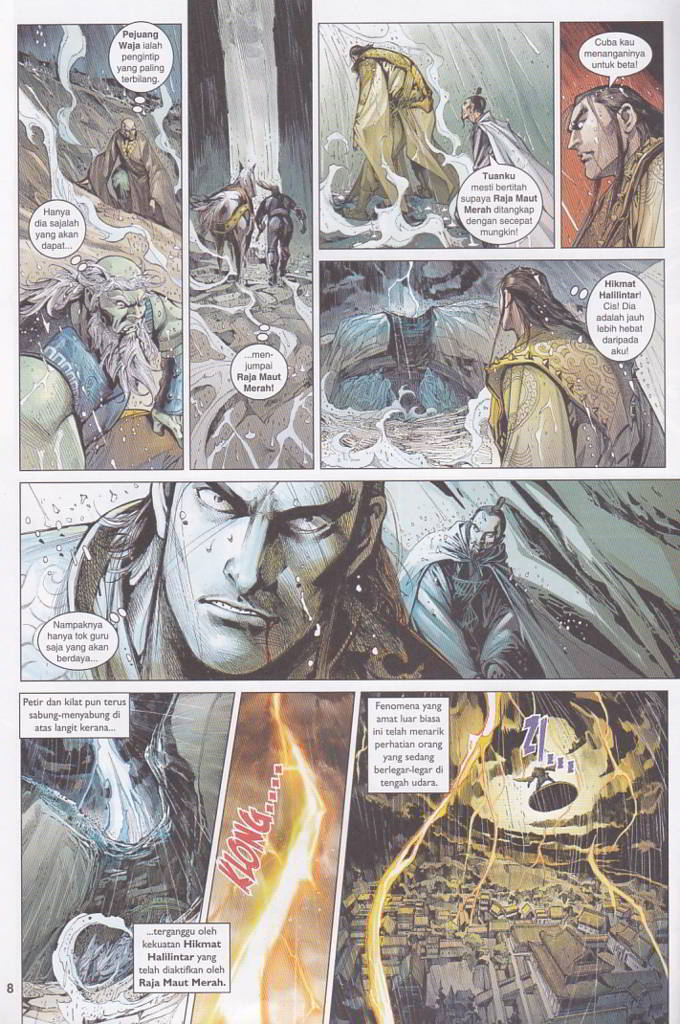 Pejuang
Waja ialah
pengintip
yang paling
terbilang.
Hanya
dia sajalah
yang akan
dapat...
...men-
jumpai
Raja Maut
Merah!
Tuanku
mesti bertitah
supaya Raja Maut
Merah ditangkap
dengan secepat
mungkin!
Cuba kau
menanganinya
untuk beta!
Hikmat
Halilintar!
Cis! Dia
adalah jauh
lebih hebat
daripada
aku!
Nampaknya
hanya tok guru
saja yang akan
berdaya...
Petir dan kilat pun terus
sabung-menyabung di
atas langit kerana...
KLONG....
...terganggu oleh
kekuatan Hikmat
Halilintar yang
telah diaktifkan oleh
Raja Maut Merah.
Fenomena yang
amat luar biasa
ini telah menarik
perhatian orang
yang sedang
berlegar-legar di
tengah udara.
ZIzzz
8